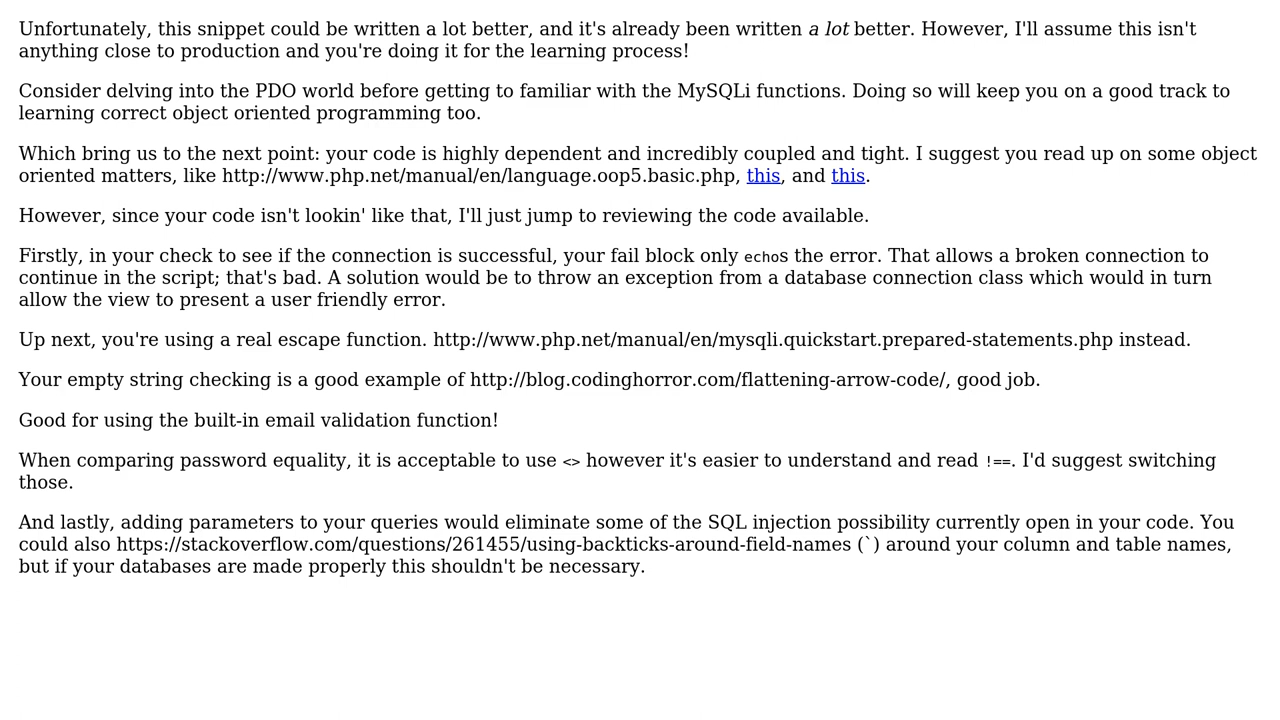 Unfortunately, this snippet could be written a lot better, and it's already been written a lot better. However, I'll assume this isn't
anything close to production and you're doing it for the learning process!
Consider delving into the PDO world before getting to familiar with the MySQLi functions. Doing so will keep you on a good track to
learning correct object oriented programming too.
Which bring us to the next point: your code is highly dependent and incredibly coupled and tight. I suggest you read up on some object
oriented matters, like http://www.php.net/manual/en/language.oop5.basic.php, this, and this.
However, since your code isn't lookin' like that, I'll just jump to reviewing the code available.
Firstly, in your check to see if the connection is successful, your fail block only echos the error. That allows a broken connection to
continue in the script; that's bad. A solution would be to throw an exception from a database connection class which would in turn
allow the view to present a user friendly error.
Up next, you're using a real escape function. http://www.php.net/manual/en/mysqli.quickstart.prepared-statements.php instead.
Your empty string checking is a good example of http://blog.codinghorror.com/flattening-arrow-code/, good job.
Good for using the built-in email validation function!
When comparing password equality, it is acceptable to use <> however it's easier to understand and read !==. I'd suggest switching
those.
And lastly, adding parameters to your queries would eliminate some of the SQL injection possibility currently open in your code. You
could also https://stackoverflow.com/questions/261455/using-backticks-around-field-names (`) around your column and table names,
but if your databases are made properly this shouldn't be necessary.